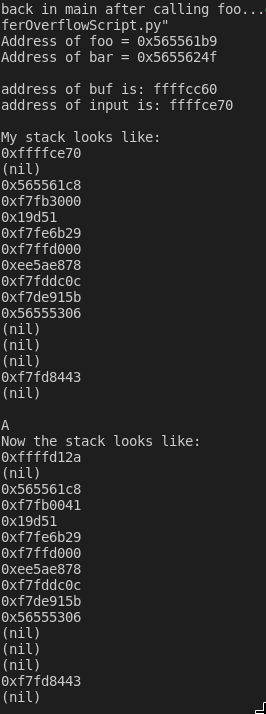 back in main after calling foo...
ferOverflowScript.py"
Address of foo = 0x565561b9
Address of bar = 0x5655624f
address of buf is: ffffcc60
address of input is: ffffce70
My stack looks like:
0xffffce70
(nil)
0x565561c8
0xf7fb3000
0x19d51
0xf7fe6b29
0xf7ffd000
0xee5ae878
0xf7fddc0c
0xf7de915b
0x56555306
(nil)
(nil)
(nil)
0xf7fd8443
(nil)
A
Now the stack looks like:
0xffffd12a
(nil)
0x565561c8
0xf7fb0041
0x19d51
0xf7fe6b29
0xf7ffd000
0xee5ae878
0xf7fddc0c
0xf7de915b
0x56555306
(nil)
(nil)
(nil)
0xf7fd8443
(nil)